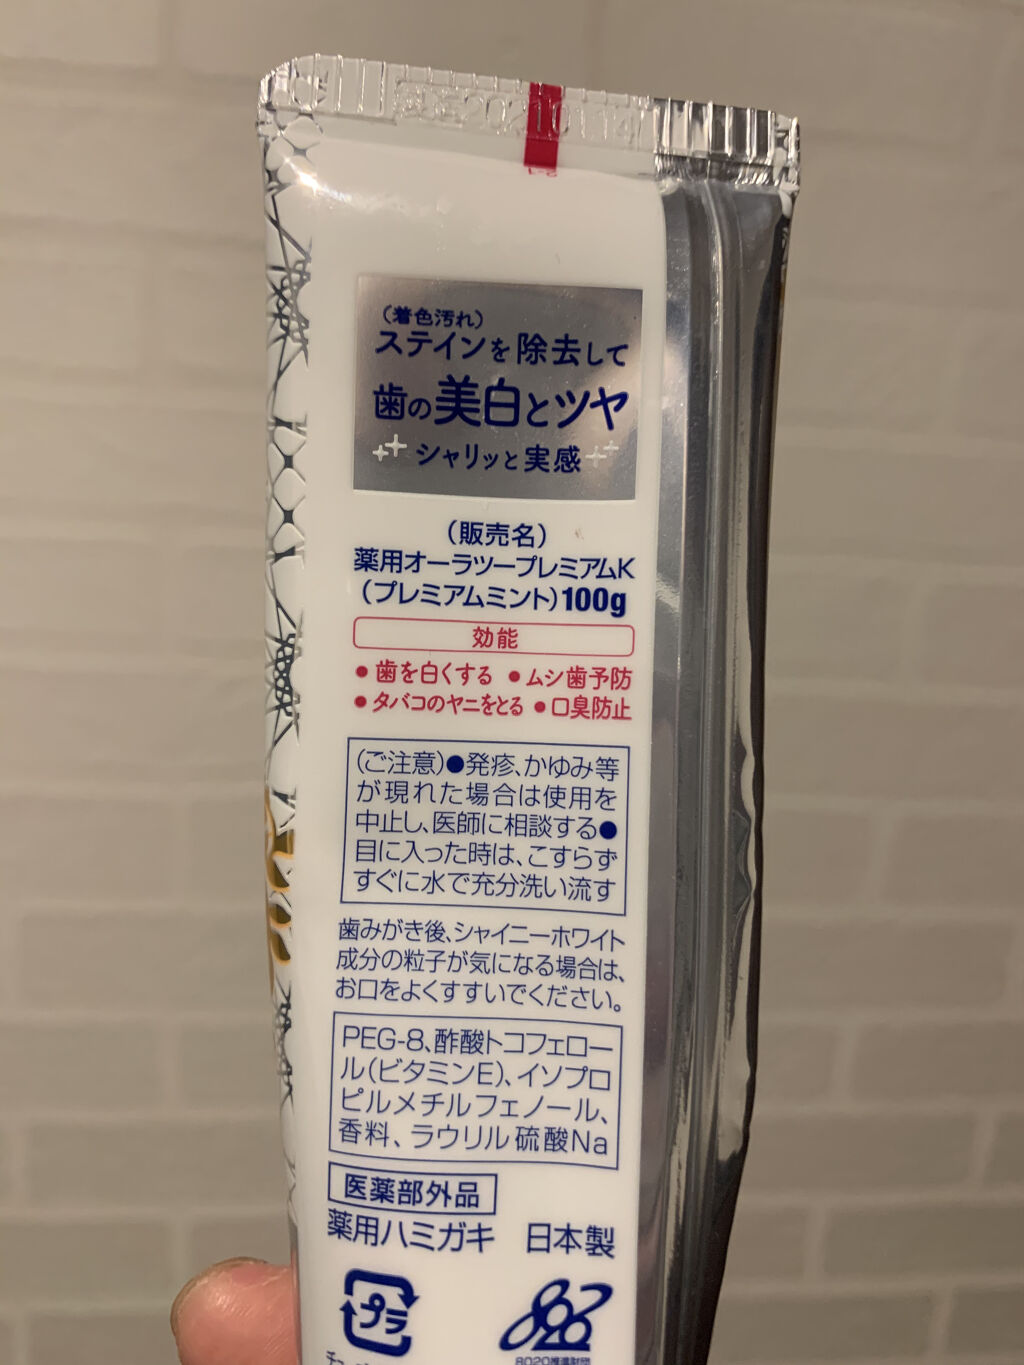 20210114
（着色汚れ）
ステインを除去して
歯の美白とツヤ
シャリッと実感
（販売名）
薬用オーラツープレミアムK
（プレミアムミント）100g
効能
●歯を白くする ●ムシ歯予防
●タバコのヤニをとる ●口臭防止
（ご注意）●発疹、かゆみ等
が現れた場合は使用を
中止し、医師に相談する●
目に入った時は、こすらず
すぐに水で充分洗い流す
歯みがき後、シャイニーホワイト
成分の粒子が気になる場合は、
お口をよくすすいでください。
PEG-8、酢酸トコフェロー
ル（ビタミンE）、イソプロ
ピルメチルフェノール、
香料、ラウリル硫酸Na
医薬部外品
薬用ハミガキ 日本製
プラ
8020
8020推進財団